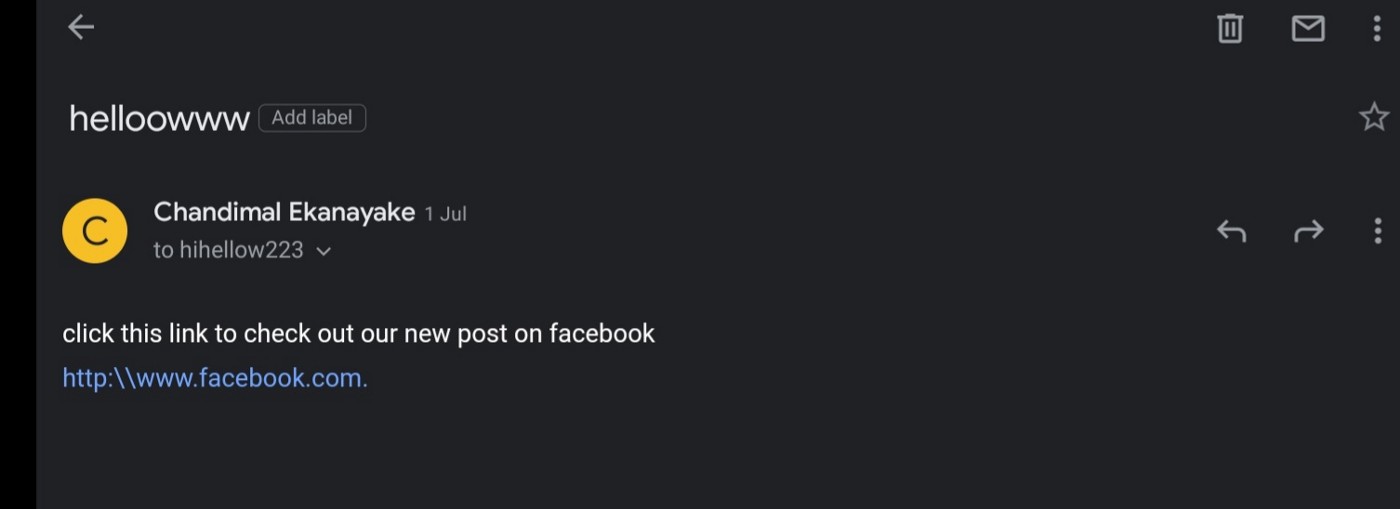 helloowww Add label
C
Chandimal Ekanayake 1 Jul
to hihellow223
click this link to check out our new post on facebook
http:\\www.facebook.com.